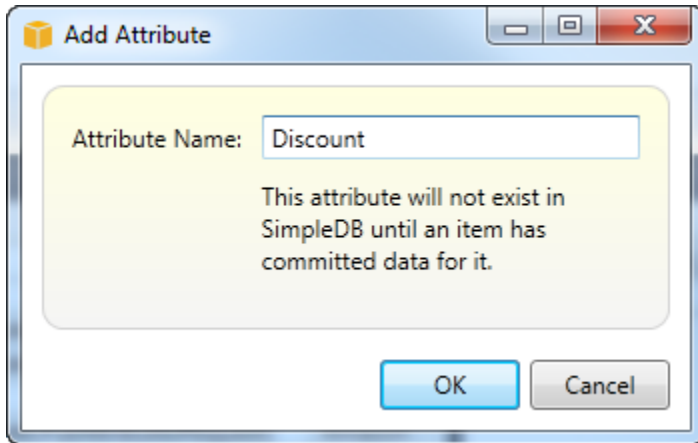 Add Attribute
Attribute Name: Discount
This attribute will not exist in
SimpleDB until an item has
committed data for it.
OK Cancel